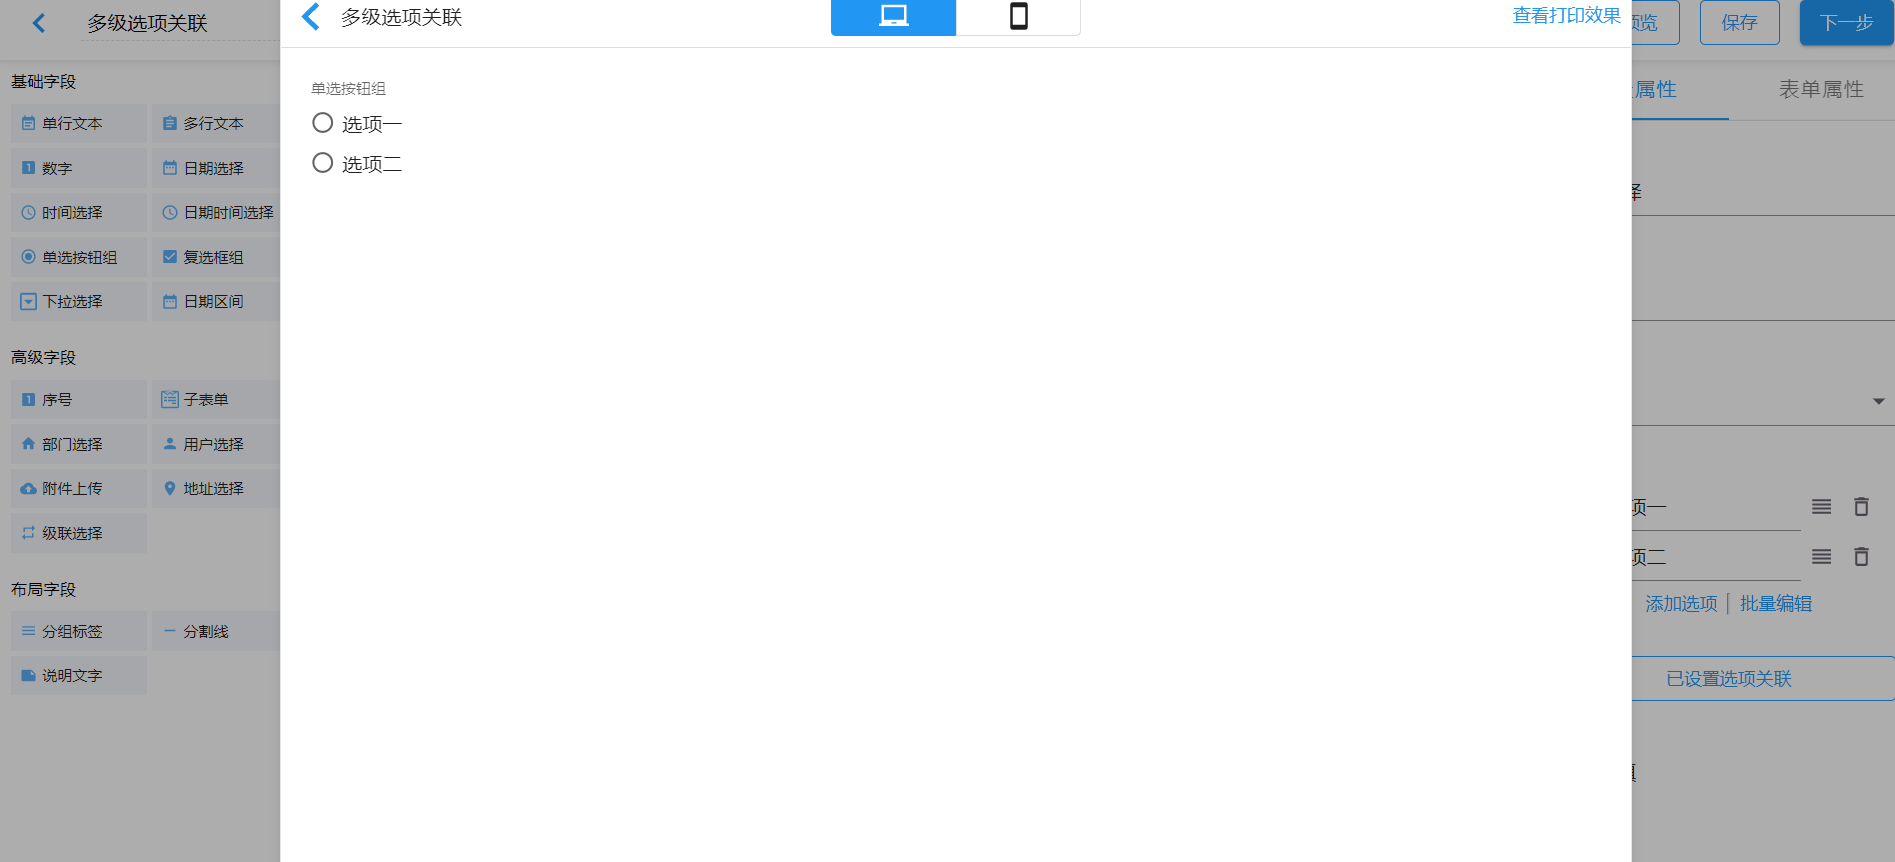 多级选项关联
多级选项关联
查看打印效果
览
保存
下一步
基础字段
单行文本
多行文本
数字
日期选择
时间选择
日期时间选择
单选按钮组
复选框组
下拉选择
日期区间
高级字段
序号
子表单
部门选择
用户选择
附件上传
地址选择
级联选择
布局字段
分组标签
分割线
说明文字
单选按钮组
选项一
选项二
属性
表单属性
择
项一
项二
添加选项
批量编辑
已设置选项关联